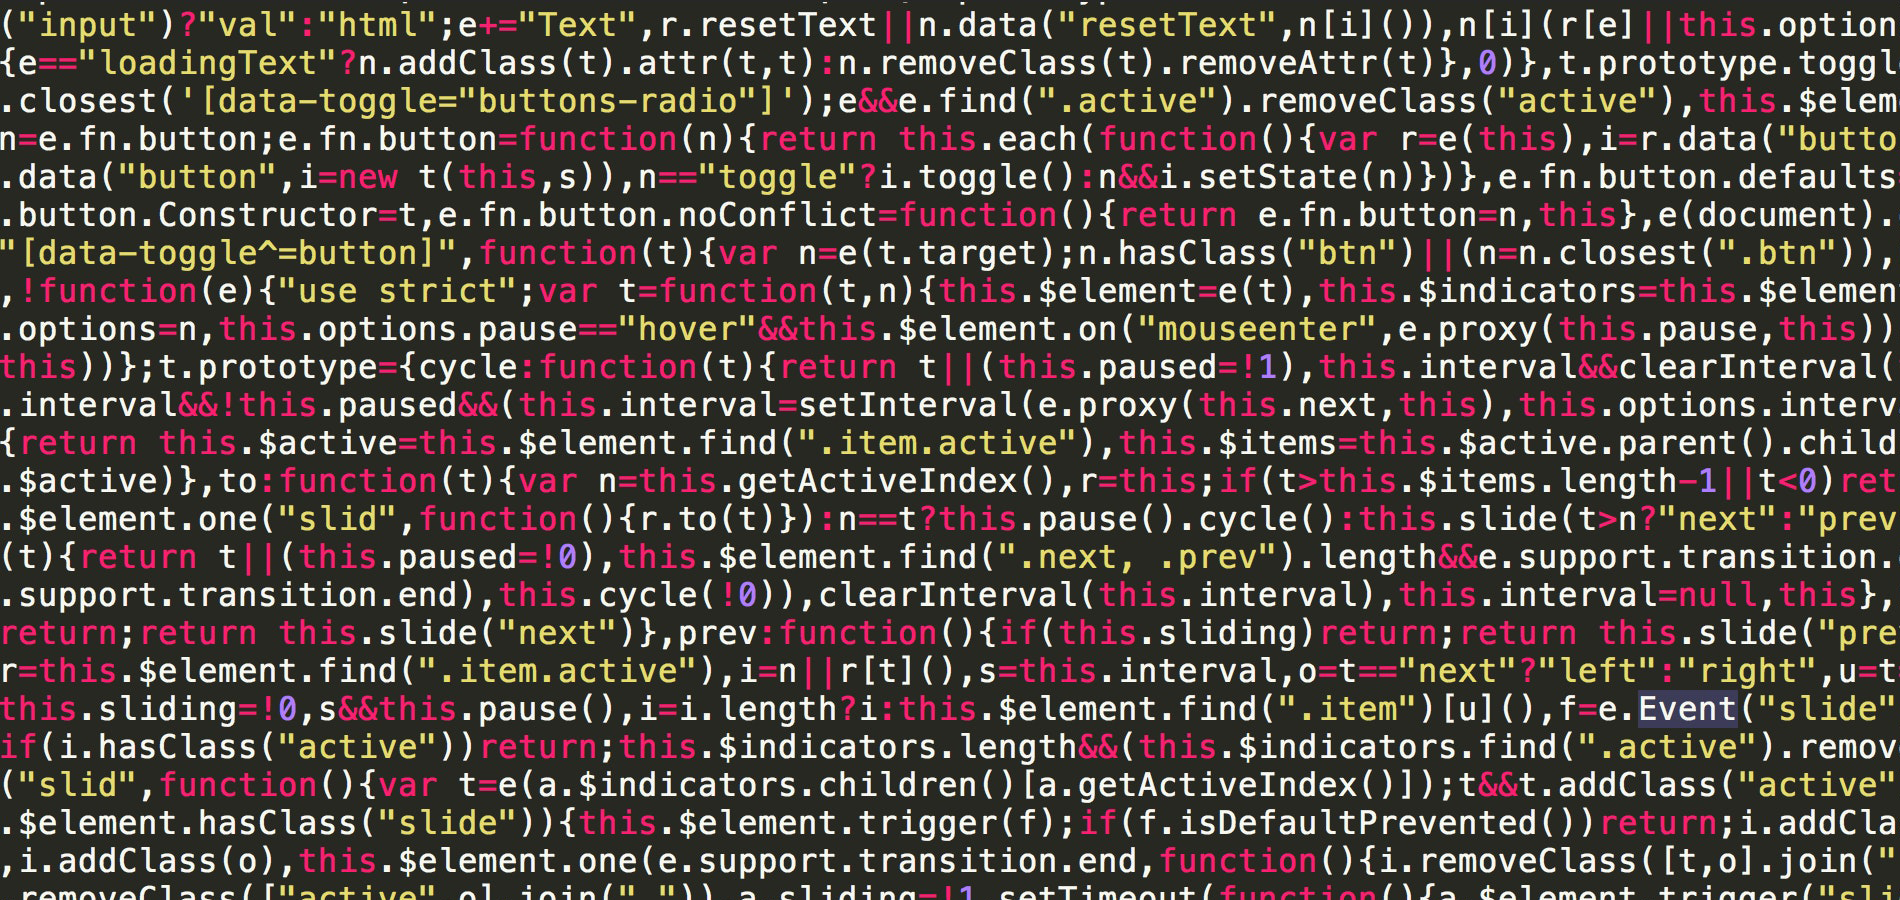 ("input")?"val":"html";e+="Text",r.resetText||n.data("resetText",n[i]()),n[i](r[e]||this.option
{e=="loadingText"?n.addClass(t).attr(t,t):n.removeClass(t).removeAttr(t)},0)},t.prototype.toggl
.closest('[data-toggle="buttons-radio"]');e&&e.find(".active").removeClass("active"),this.$elem
n=e.fn.button;e.fn.button=function(n){return this.each(function(){var r=e(this),i=r.data("butto
.data("button",i=new t(this,s)),n=="toggle"?i.toggle():n&&i.setState(n)})},e.fn.button.defaults
.button.Constructor=t,e.fn.button.noConflict=function(){return e.fn.button=n,this},e(document).
"[data-toggle^=button]",function(t){var n=e(t.target);n.hasClass("btn")||(n=n.closest(".btn")),
,!function(e){"use strict";var t=function(t,n){this.$element=e(t),this.$indicators=this.$elemen
.options=n,this.options.pause=="hover"&&this.$element.on("mouseenter",e.proxy(this.pause,this))
this))};t.prototype={cycle:function(t){return t||(this.paused=!1),this.interval&&clearInterval(
.interval&&!this.paused&&(this.interval=setInterval(e.proxy(this.next,this),this.options.interv
{return this.$active=this.$element.find(".item.active"),this.$items=this.$active.parent().child
.$active)},to:function(t){var n=this.getActiveIndex(),r=this;if(t>this.$items.length-1||t<0)ret
.$element.one("slid",function(){r.to(t)}):n==t?this.pause().cycle():this.slide(t>n?"next":"prev
(t){return t||(this.paused=!0),this.$element.find(".next, .prev").length&&e.support.transition.
.support.transition.end),this.cycle(!0)),clearInterval(this.interval),this.interval=null,this},
return;return this.slide("next")},prev:function(){if(this.sliding)return;return this.slide("pre
r=this.$element.find(".item.active"),i=n||r[t](),s=this.interval,o=t=="next"?"left":"right",u=t
this.sliding=!0,s&&this.pause(),i=i.length?i:this.$element.find(".item")[u](),f=e.Event("slide"
if(i.hasClass("active"))return;this.$indicators.length&&(this.$indicators.find(".active").remov
("slid",function(){var t=e(a.$indicators.children()[a.getActiveIndex()]);t&&t.addClass("active"
.$element.hasClass("slide")){this.$element.trigger(f);if(f.isDefaultPrevented())return;i.addCla
,i.addClass(o),this.$element.one(e.support.transition.end,function(){i.removeClass([t,o].join("
.removeClass(["active",o].join(" ")),a.sliding=!1,setTimeout(function(){a.$element.trigger("sli